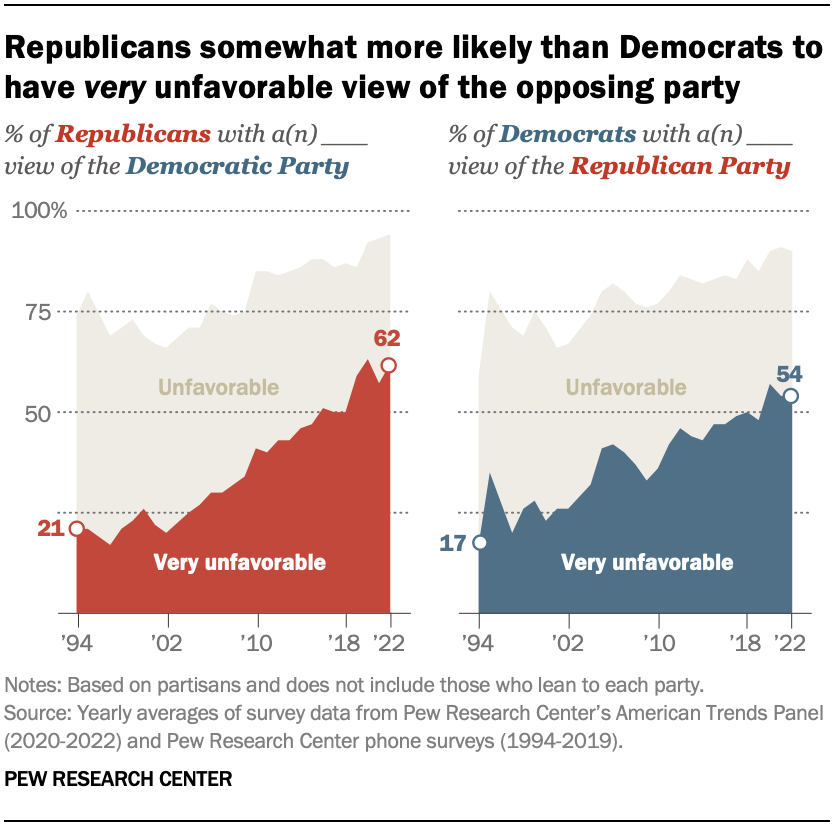 Republicans somewhat more likely than Democrats to
have very unfavorable view of the opposing party
% of Republicans with a(n) ____
view of the Democratic Party
100%
75
50
21
62
Unfavorable
Very unfavorable
’94
’02
’10
’18
’22
% of Democrats with a(n) ____
view of the Republican Party
17
54
Unfavorable
Very unfavorable
’94
’02
’10
’18
’22
Notes: Based on partisans and does not include those who lean to each party.
Source: Yearly averages of survey data from Pew Research Center’s American Trends Panel
(2020-2022) and Pew Research Center phone surveys (1994-2019).
PEW RESEARCH CENTER